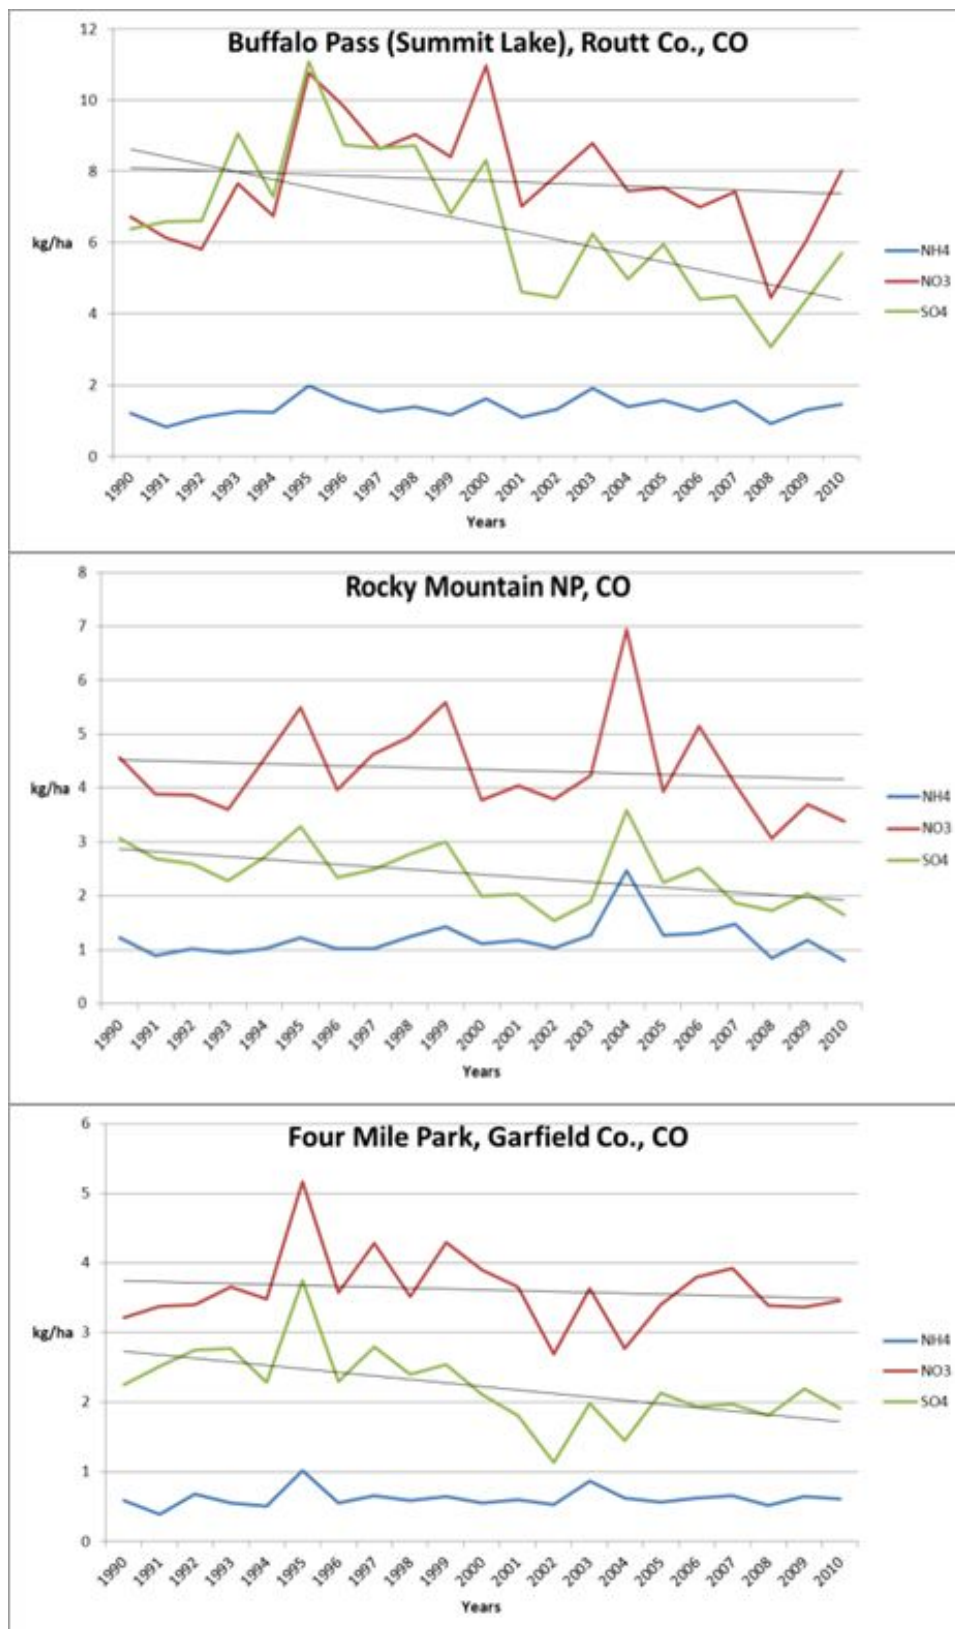 Buffalo Pass (Summit Lake), Routt Co., CO
12
10
8
6
4
2
0
kg/ha
NH4
NO3
SO4
1990 1991 1992 1993 1994 1995 1996 1997 1998 1999 2000 2001 2002 2003 2004 2005 2006 2007 2008 2009 2010
Years
Rocky Mountain NP, CO
8
7
6
5
4
3
2
1
0
kg/ha
NH4
NO3
SO4
1990 1991 1992 1993 1994 1995 1996 1997 1998 1999 2000 2001 2002 2003 2004 2005 2006 2007 2008 2009 2010
Years
Four Mile Park, Garfield Co., CO
6
5
4
3
2
1
0
kg/ha
NH4
NO3
SO4
1990 1991 1992 1993 1994 1995 1996 1997 1998 1999 2000 2001 2002 2003 2004 2005 2006 2007 2008 2009 2010
Years